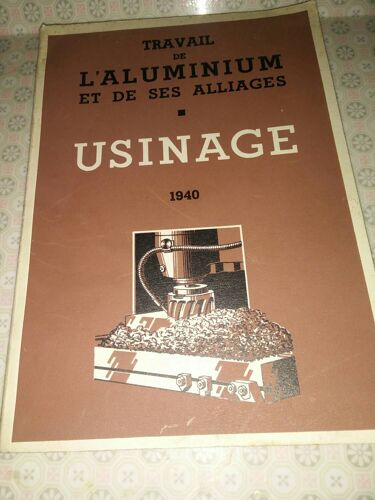 TRAVAIL
DE
L'ALUMINIUM
ET DE SES ALLIAGES
USINAGE
1940